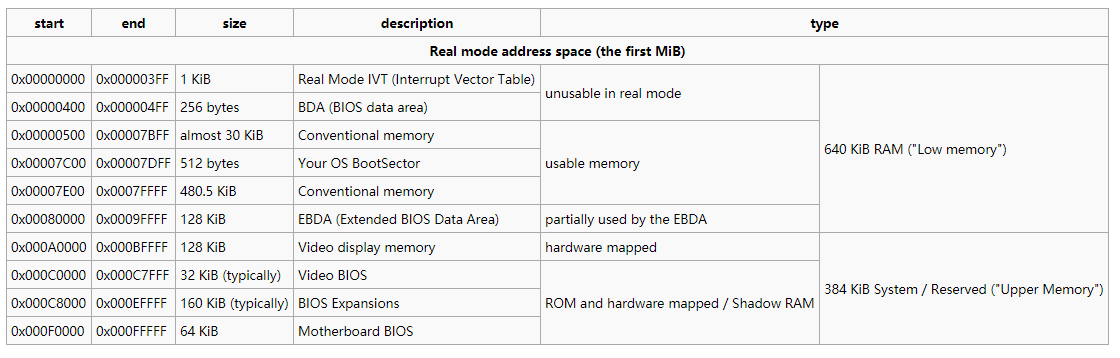 start end size description type
Real mode address space (the first MiB)
0x00000000 0x000003FF 1 KiB Real Mode IVT (Interrupt Vector Table) unusable in real mode 640 KiB RAM ("Low memory")
0x00000400 0x000004FF 256 bytes BDA (BIOS data area)
0x00000500 0x00007BFF almost 30 KiB Conventional memory usable memory
0x00007C00 0x00007DFF 512 bytes Your OS BootSector
0x00007E00 0x0007FFFF 480.5 KiB Conventional memory
0x00080000 0x0009FFFF 128 KiB EBDA (Extended BIOS Data Area) partially used by the EBDA
0x000A0000 0x000BFFFF 128 KiB Video display memory hardware mapped 384 KiB System / Reserved ("Upper Memory")
0x000C0000 0x000C7FFF 32 KiB (typically) Video BIOS ROM and hardware mapped / Shadow RAM
0x000C8000 0x000EFFFF 160 KiB (typically) BIOS Expansions
0x000F0000 0x000FFFFF 64 KiB Motherboard BIOS